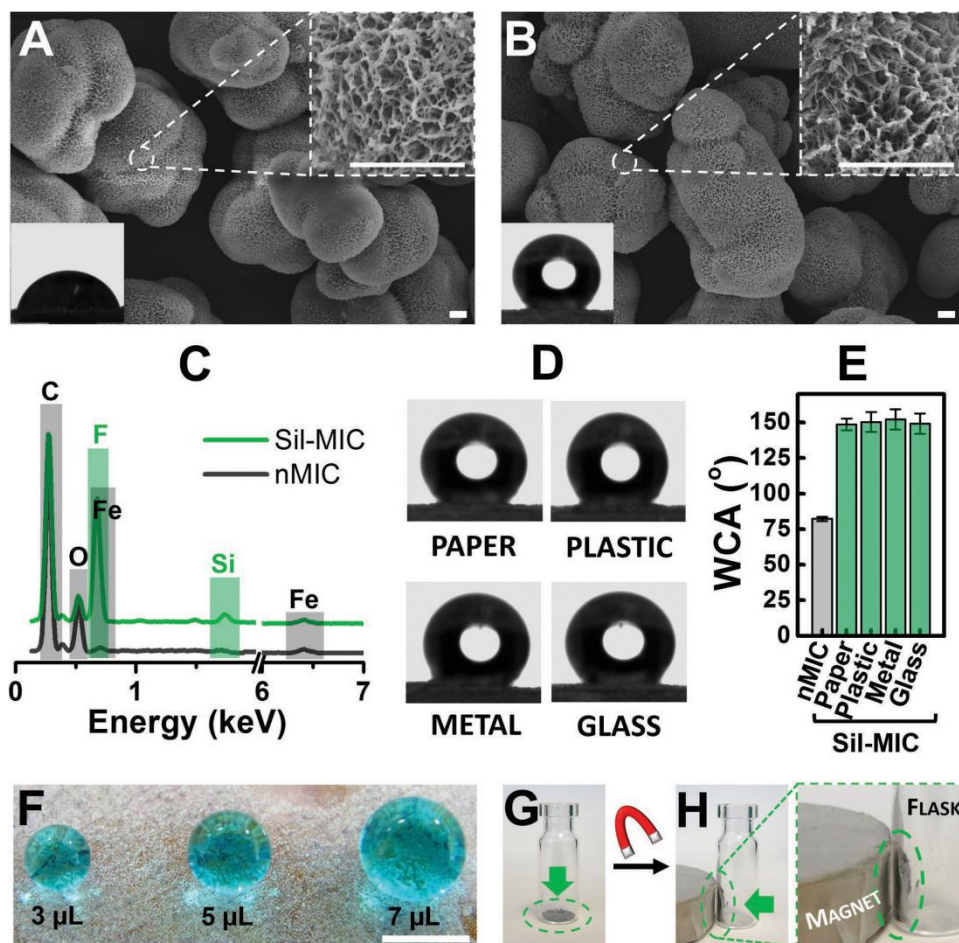 A
B
C
C
F
Fe
O
Si
Fe
Sil-MIC
nMIC
0 1 6 7
Energy (keV)
D
PAPER PLASTIC
METAL GLASS
E
WCA (°)
150
125
100
75
50
25
0
nMIC
Paper
Plastic
Metal
Glass
Sil-MIC
F
3 µL 5 µL 7 µL
G
H
FLASK
MAGNET